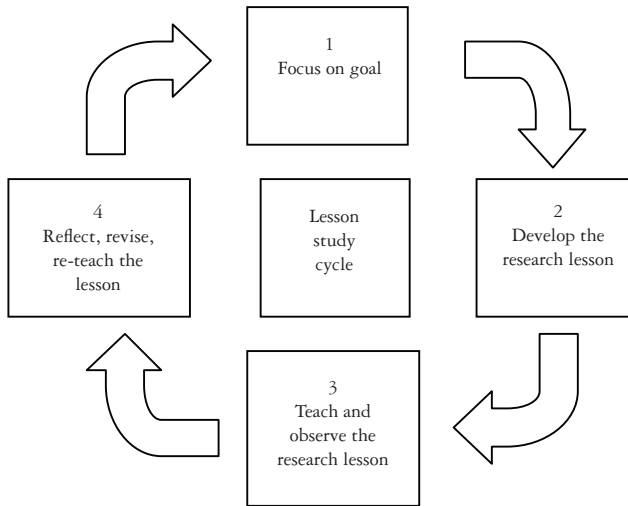 1
Focus on goal
2
Develop the
research lesson
3
Teach and
observe the
research lesson
4
Reflect, revise,
re-teach the
lesson
Lesson
study
cycle